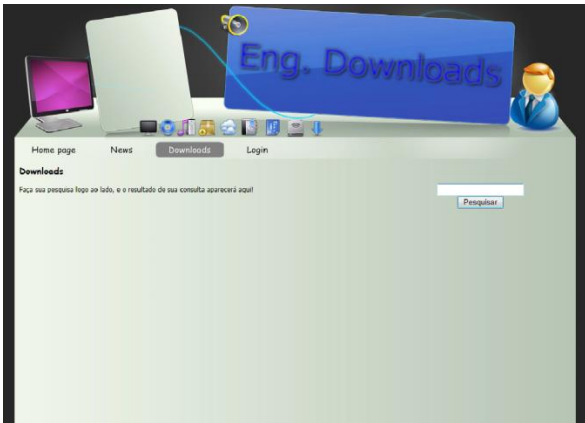 Eng. Downloads
Home page News Downloads Login
Downloads
Faça sua pesquisa logo ao lado, e o resultado de sua consulta aparecerá aqui!
Pesquisar